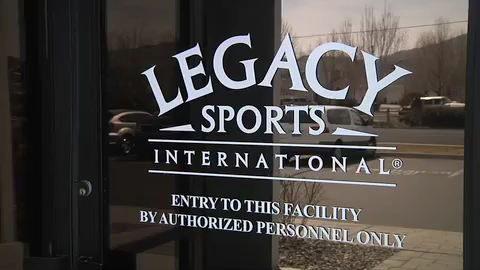 LEGACY
SPORTS
INTERNATIONAL®
ENTRY TO THIS FACILITY
BY AUTHORIZED PERSONNEL ONLY